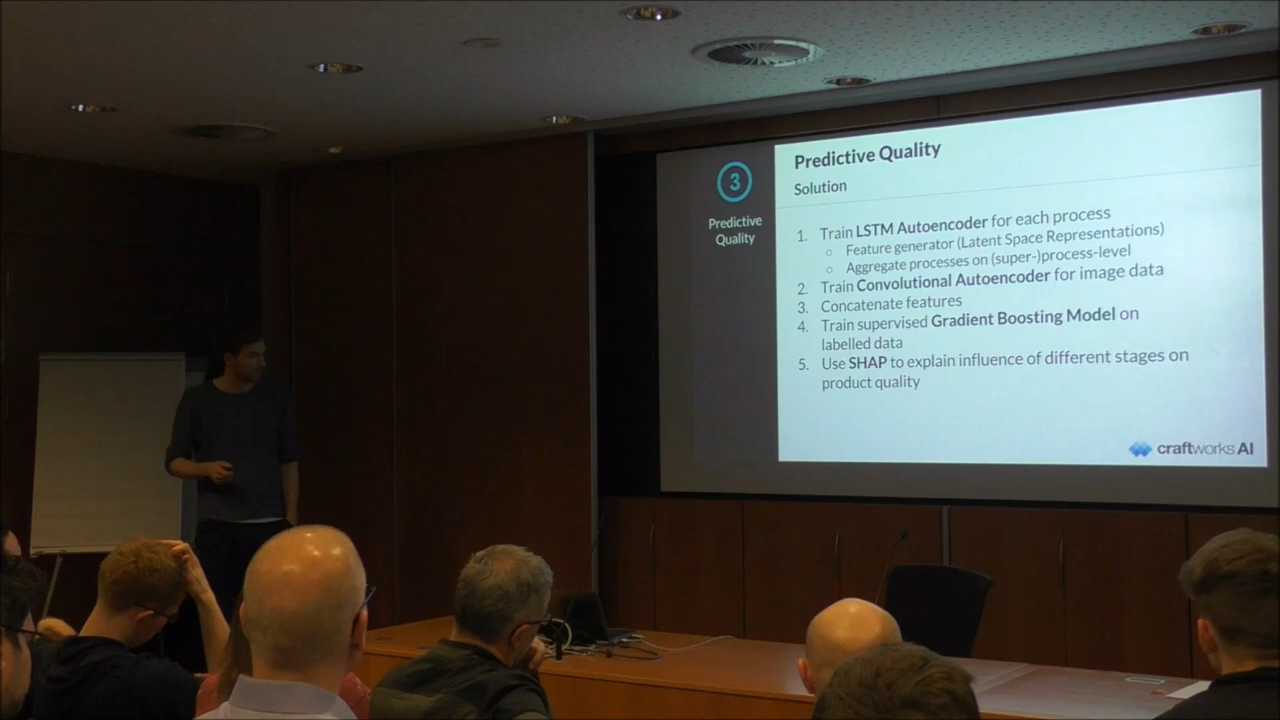 3
Predictive
Quality
Predictive Quality
Solution
1. Train LSTM Autoencoder for each process
○ Feature generator (Latent Space Representations)
○ Aggregate processes on (super-)process-level
2. Train Convolutional Autoencoder for image data
3. Concatenate features
4. Train supervised Gradient Boosting Model on
labelled data
5. Use SHAP to explain influence of different stages on
product quality
craftworks AI